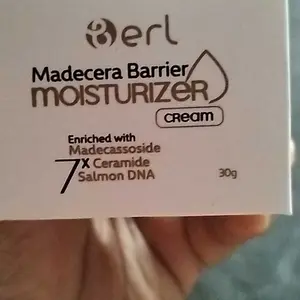 Berl
Madecera Barrier
MOISTURIZER
CREAM
Enriched with
Madecassoside
7X Ceramide
Salmon DNA
30g